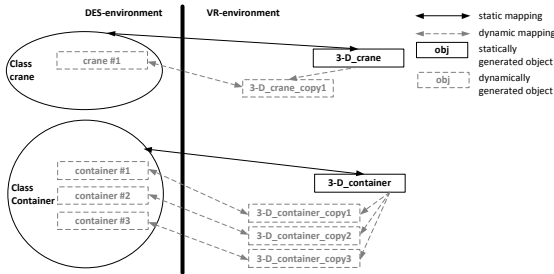 DES-environment
VR-environment
Class
crane
crane #1
3-D_crane
3-D_crane_copy1
Class
Container
container #1
container #2
container #3
3-D_container
3-D_container_copy1
3-D_container_copy2
3-D_container_copy3
static mapping
dynamic mapping
obj
statically
generated object
obj
dynamically
generated object